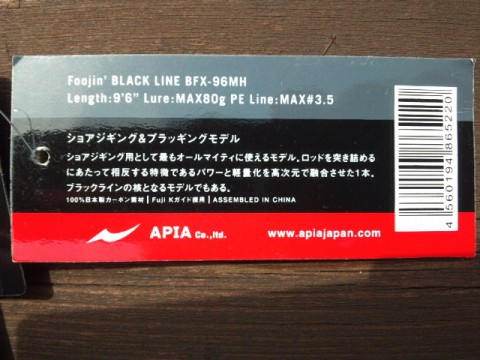 Foojin' BLACK LINE BFX-96MH
Length:9'6" Lure:MAX80g PE Line:MAX#3.5
ショアジギング&プラッギングモデル
ショアジギング用として最もオールマイティに使えるモデル。ロッドを突き詰める
にあたって相反する特徴であるパワーと軽量化を高次元で融合させた1本。
ブラックラインの核となるモデルでもある。
100%日本製カーボン素材 | Fuji Kガイド採用 | ASSEMBLED IN CHINA
APIA Co.,ltd.
www.apiajapan.com
4 560194 865220